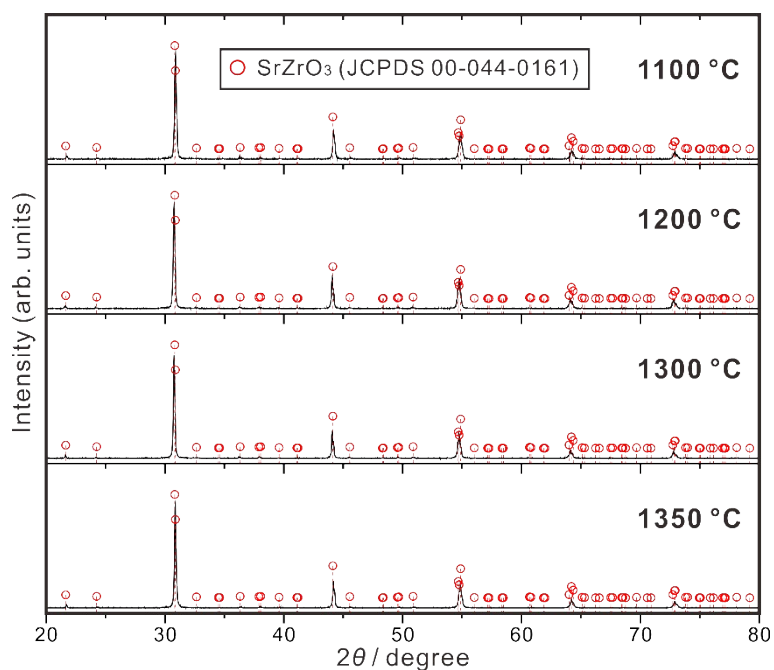 SrZrO₃ (JCPDS 00-044-0161)
1100 °C
1200 °C
1300 °C
1350 °C
Intensity (arb. units)
20 30 40 50 60 70 80
2θ / degree